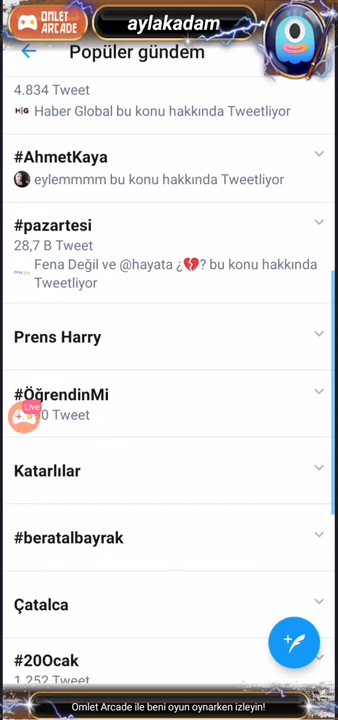 OMLET
ARCADE
aylakadam
Popüler gündem
4.834 Tweet
H|G Haber Global bu konu hakkında Tweetliyor
#AhmetKaya
eylemmmm bu konu hakkında Tweetliyor
#pazartesi
28,7 B Tweet
Fena Değil ve @hayata ¿💔? bu konu hakkında
Tweetliyor
Prens Harry
#ÖğrendinMi
Live
0 Tweet
Katarlılar
#beratalbayrak
Çatalca
#20Ocak
1.252 Tweet
Omlet Arcade ile beni oyun oynarken izleyin!